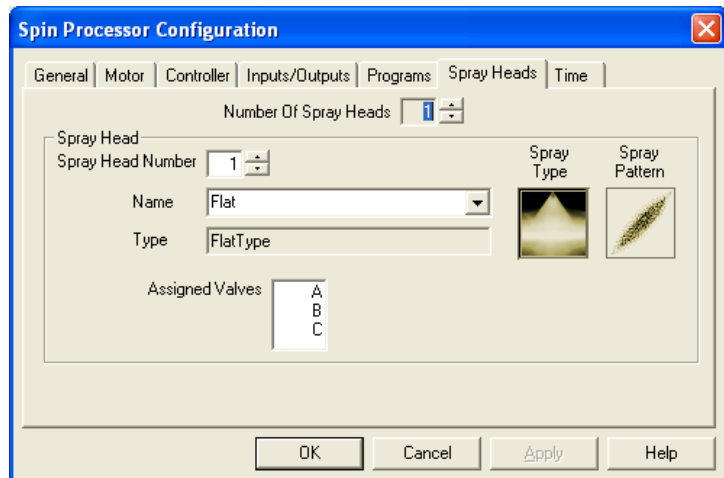 Spin Processor Configuration
General Motor Controller Inputs/Outputs Programs Spray Heads Time
Number Of Spray Heads 1
Spray Head
Spray Head Number 1
Spray Type
Spray Pattern
Name Flat
Type FlatType
Assigned Valves A
B
C
OK Cancel Apply Help